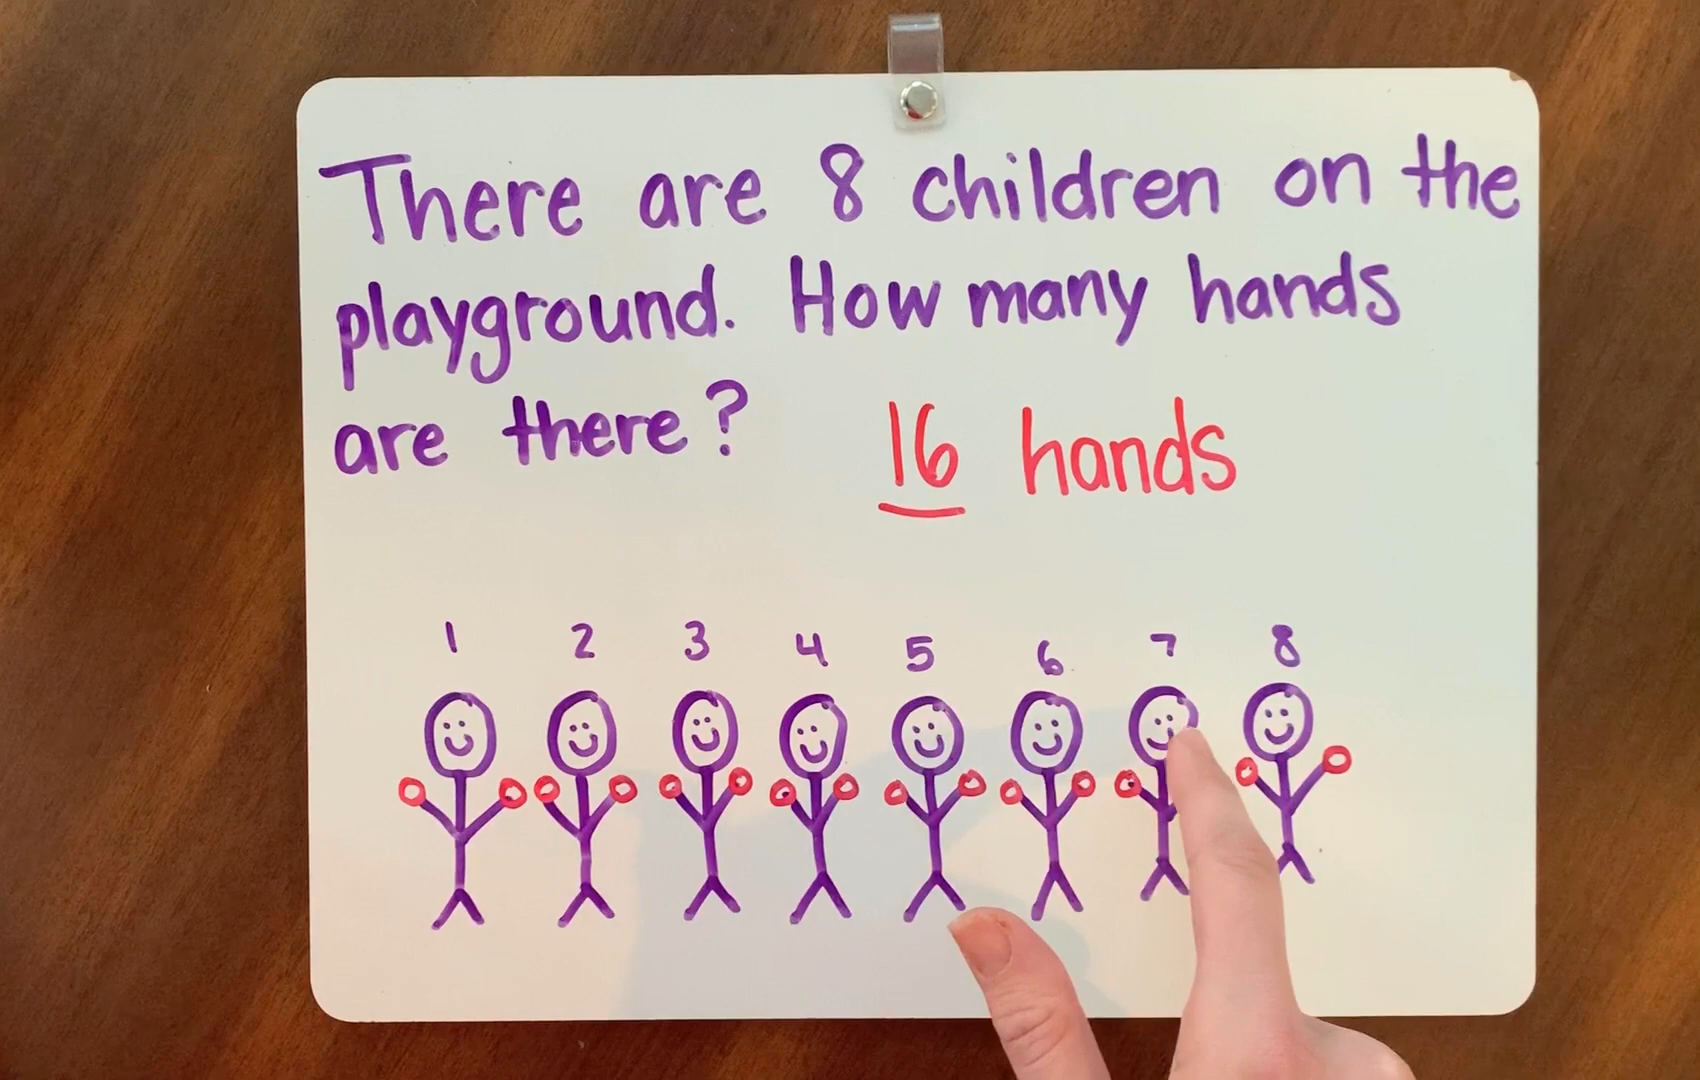 There are 8 children on the
playground. How many hands
are there? 16 hands
1 2 3 4 5 6 7 8